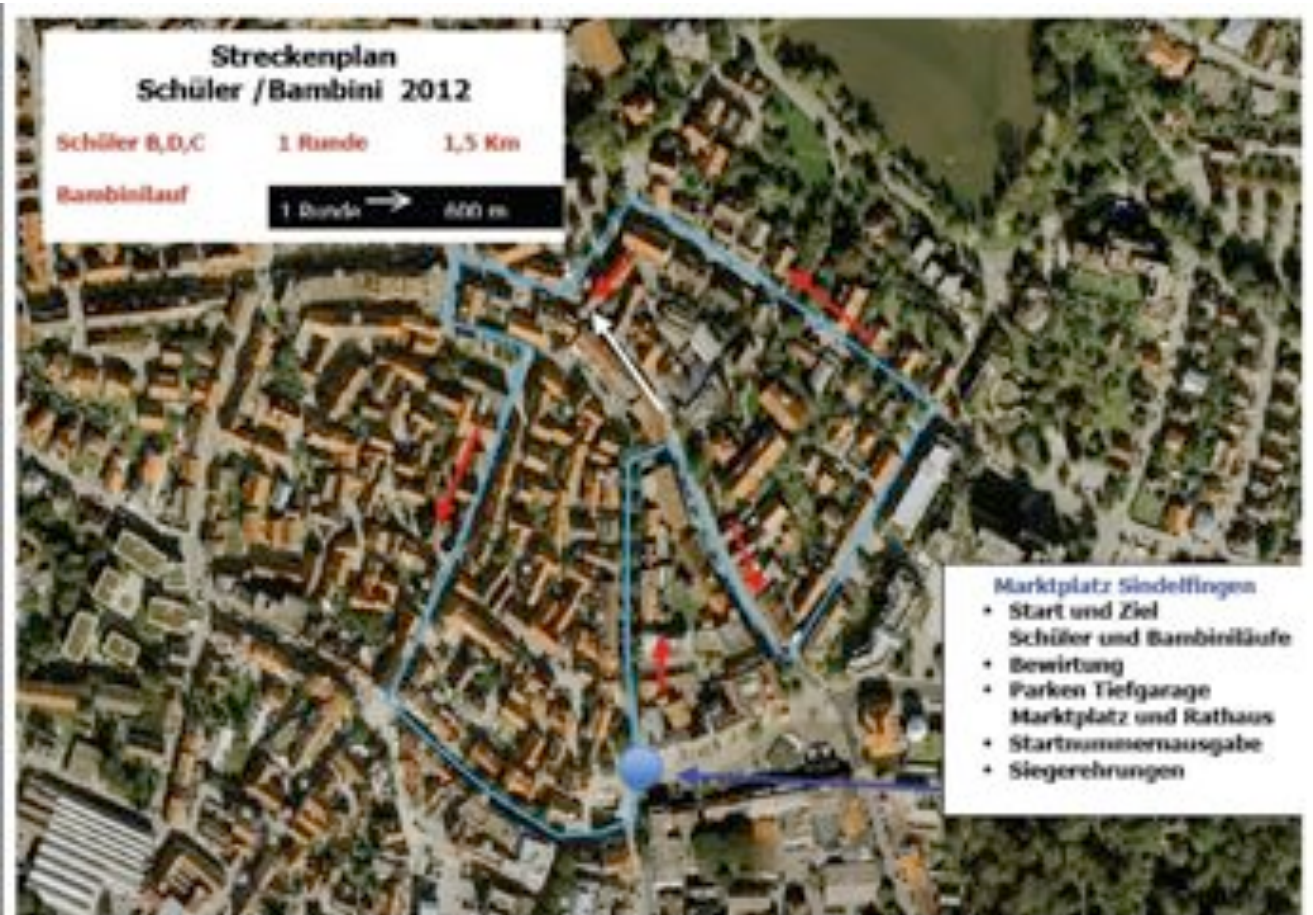 Streckenplan
Schüler /Bambini 2012
Schüler B,D,C 1 Runde 1,5 Km
Bambinilauf 1 Runde 600 m
Marktplatz Sindelfingen
• Start und Ziel
Schüler und Bambiniläufe
• Bewirtung
• Parken Tiefgarage
Marktplatz und Rathaus
• Startnummernausgabe
• Siegerehrungen